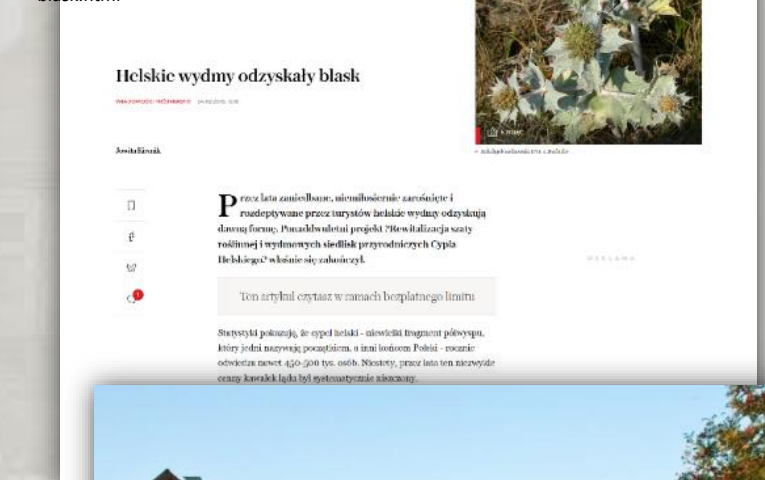 Helskie wydmy odzyskały blask
Przez lata zaniedbane, niemiłosiernie zarośnięte i
rozdeptywane przez turystów helskie wydmy odzyskują
dawną formę. Ponaddwuletni projekt ?Rewitalizacja szaty
roślinnej i wydmowych siedlisk przyrodniczych Cypla
Helskiego? właśnie się zakończył.
REKLAMA
Ten artykuł czytasz w ramach bezpłatnego limitu
Statystyki pokazują, że cypel helski - niewielki fragment półwyspu,
który jedni nazywają początkiem, a inni końcem Polski - rocznie
odwiedza nawet 450-500 tys. osób. Niestety, przez lata ten niezwykle
cenny kawałek lądu był systematycznie niszczony.